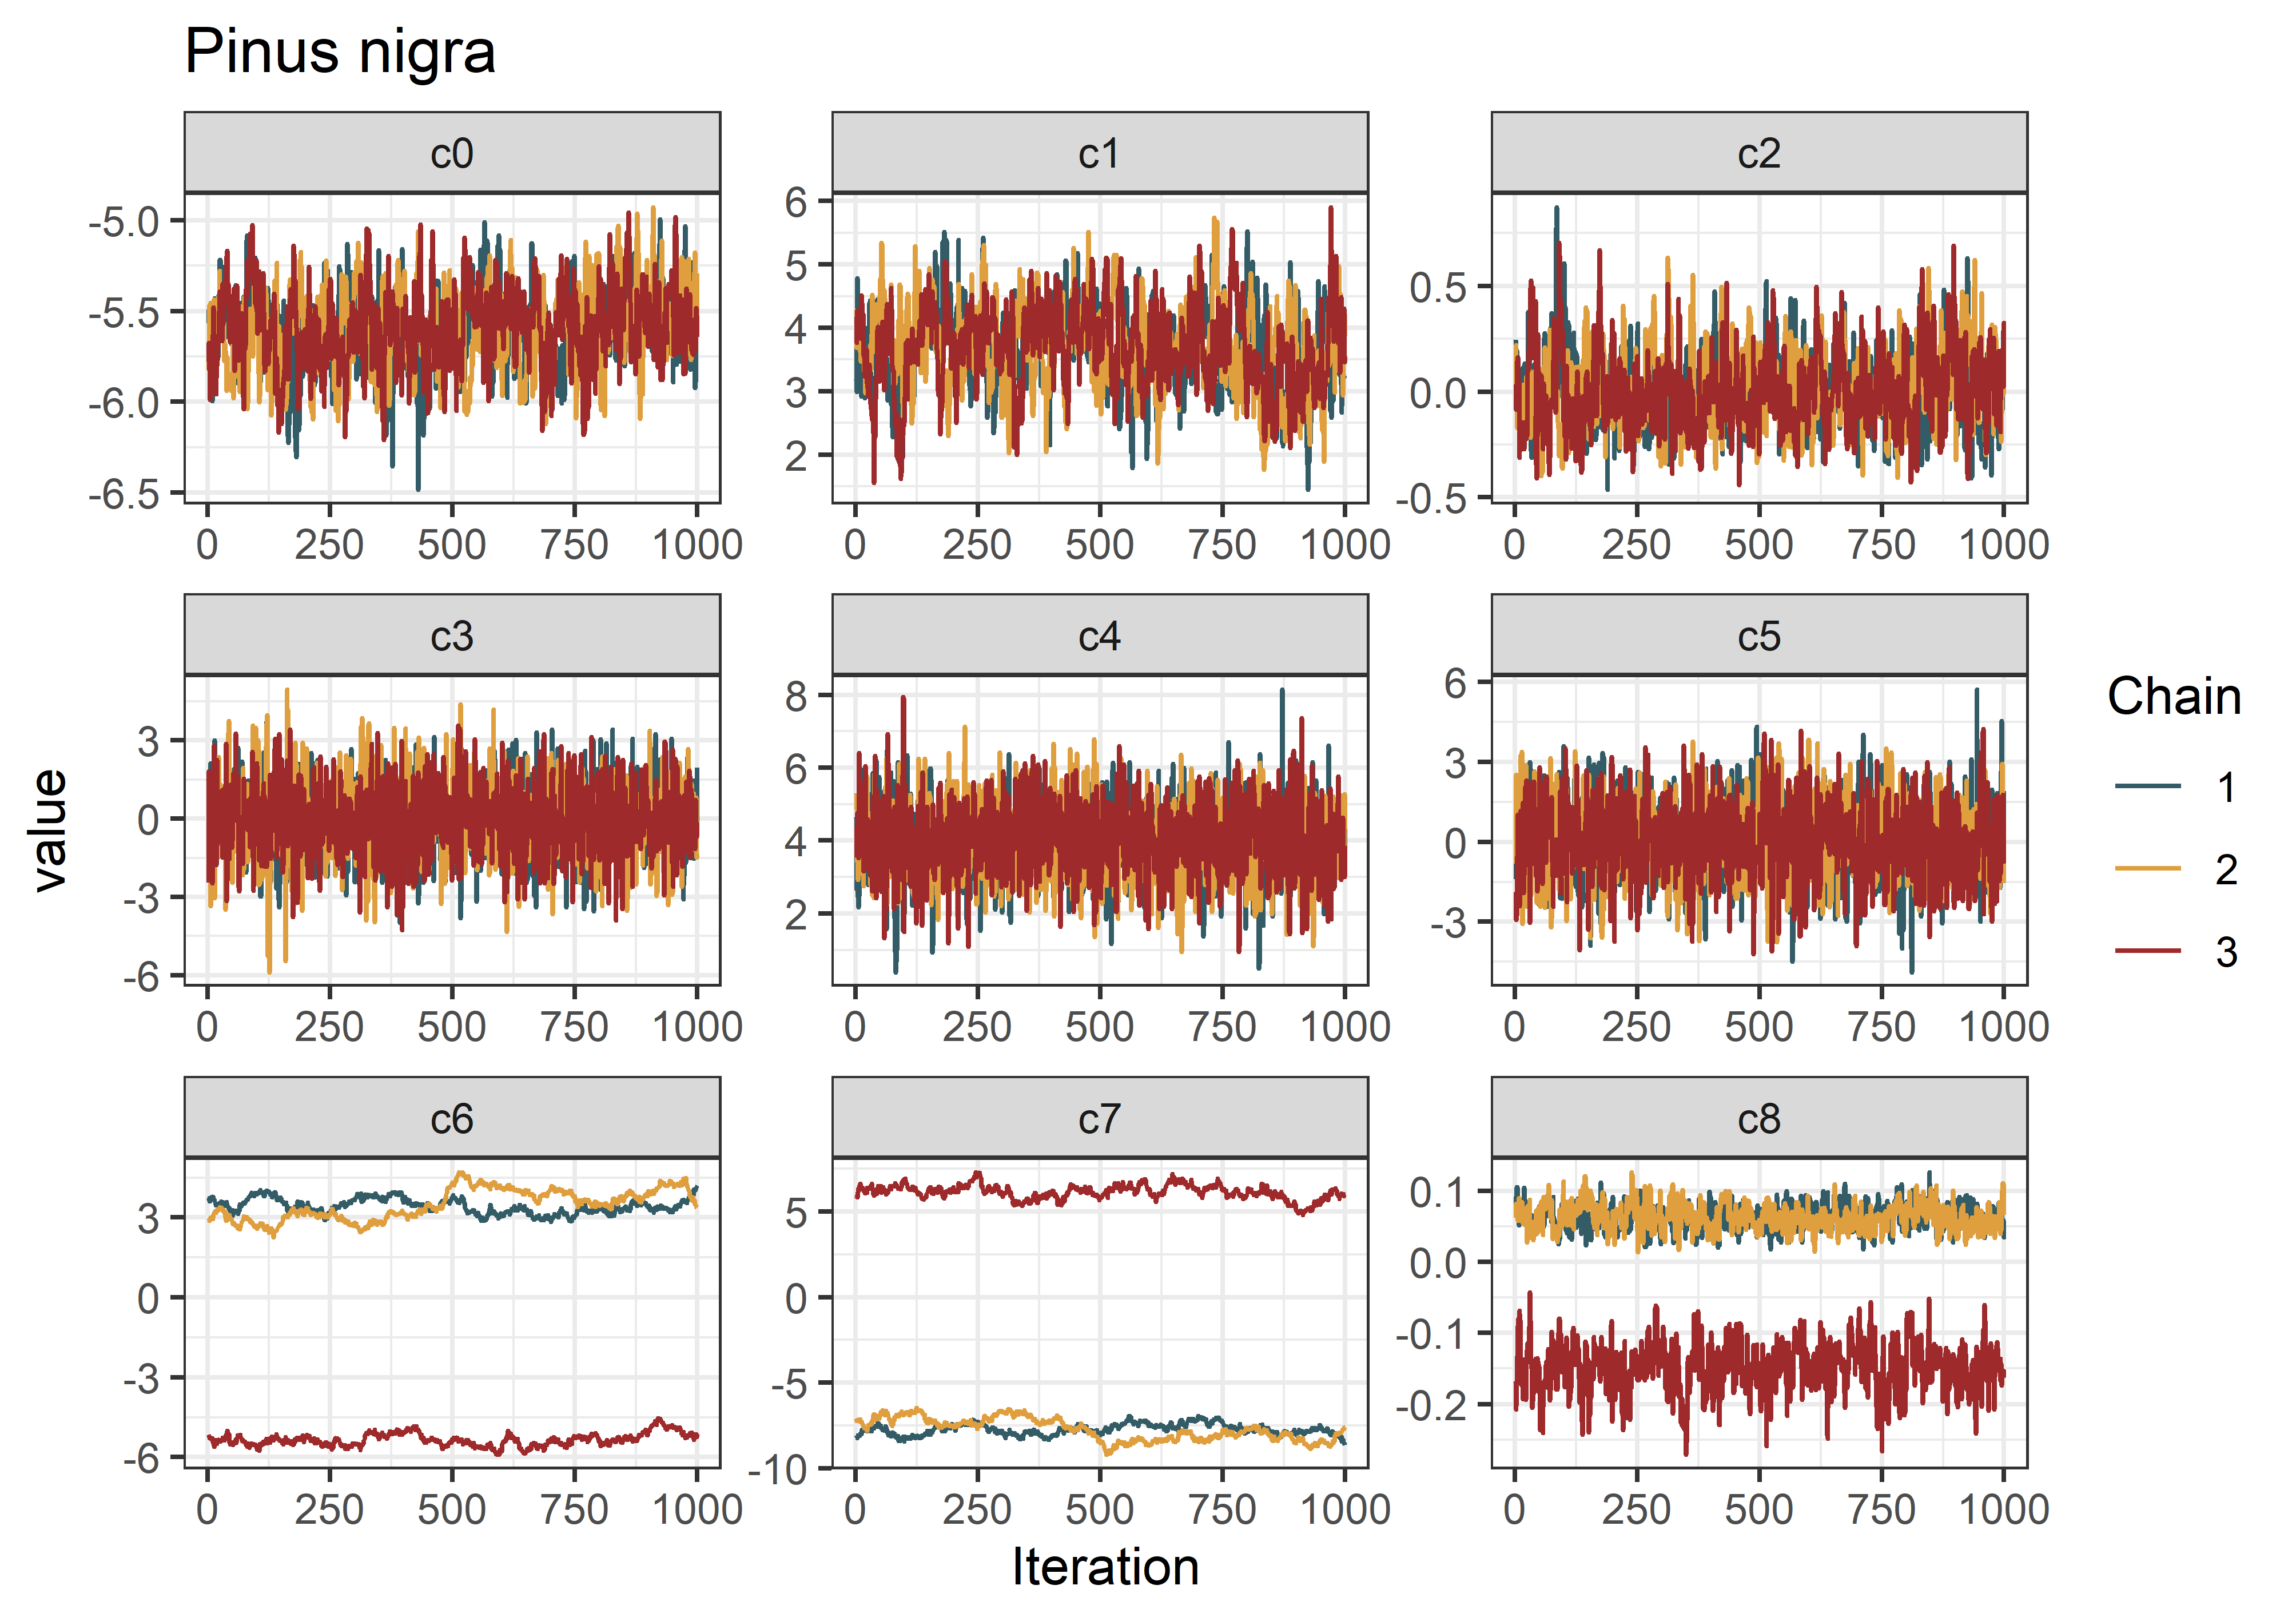 Pinus nigra
c0 c1 c2
-5.0 -5.5 -6.0 -6.5
6 5 4 3 2
0.5 0.0 -0.5
0 250 500 750 1000 0 250 500 750 1000 0 250 500 750 1000
c3 c4 c5
3 0 -3 -6
8 6 4 2
6 3 0 -3
0 250 500 750 1000 0 250 500 750 1000 0 250 500 750 1000
c6 c7 c8
3 0 -3 -6
5 0 -5 -10
0.1 0.0 -0.1 -0.2
0 250 500 750 1000 0 250 500 750 1000 0 250 500 750 1000
value
Iteration
Chain
1
2
3